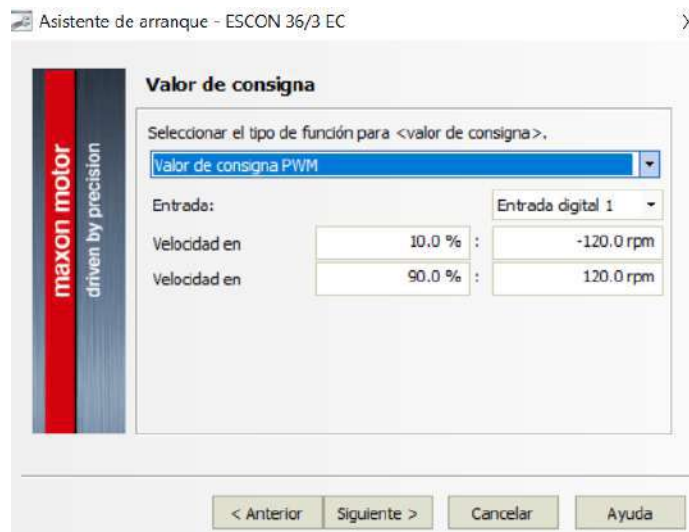 Asistente de arranque - ESCON 36/3 EC
maxon motor
driven by precision
Valor de consigna
Seleccionar el tipo de función para <valor de consigna>.
Valor de consigna PWM
Entrada: Entrada digital 1
Velocidad en 10.0 % : -120.0 rpm
Velocidad en 90.0 % : 120.0 rpm
< Anterior Siguiente > Cancelar Ayuda